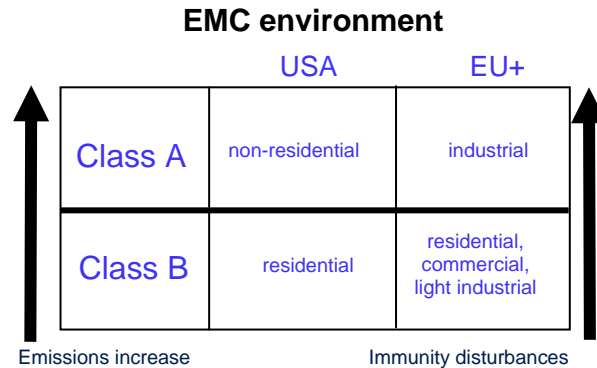 EMC environment
USA EU+
Class A non-residential industrial
Class B residential residential,
commercial,
light industrial
Emissions increase Immunity disturbances